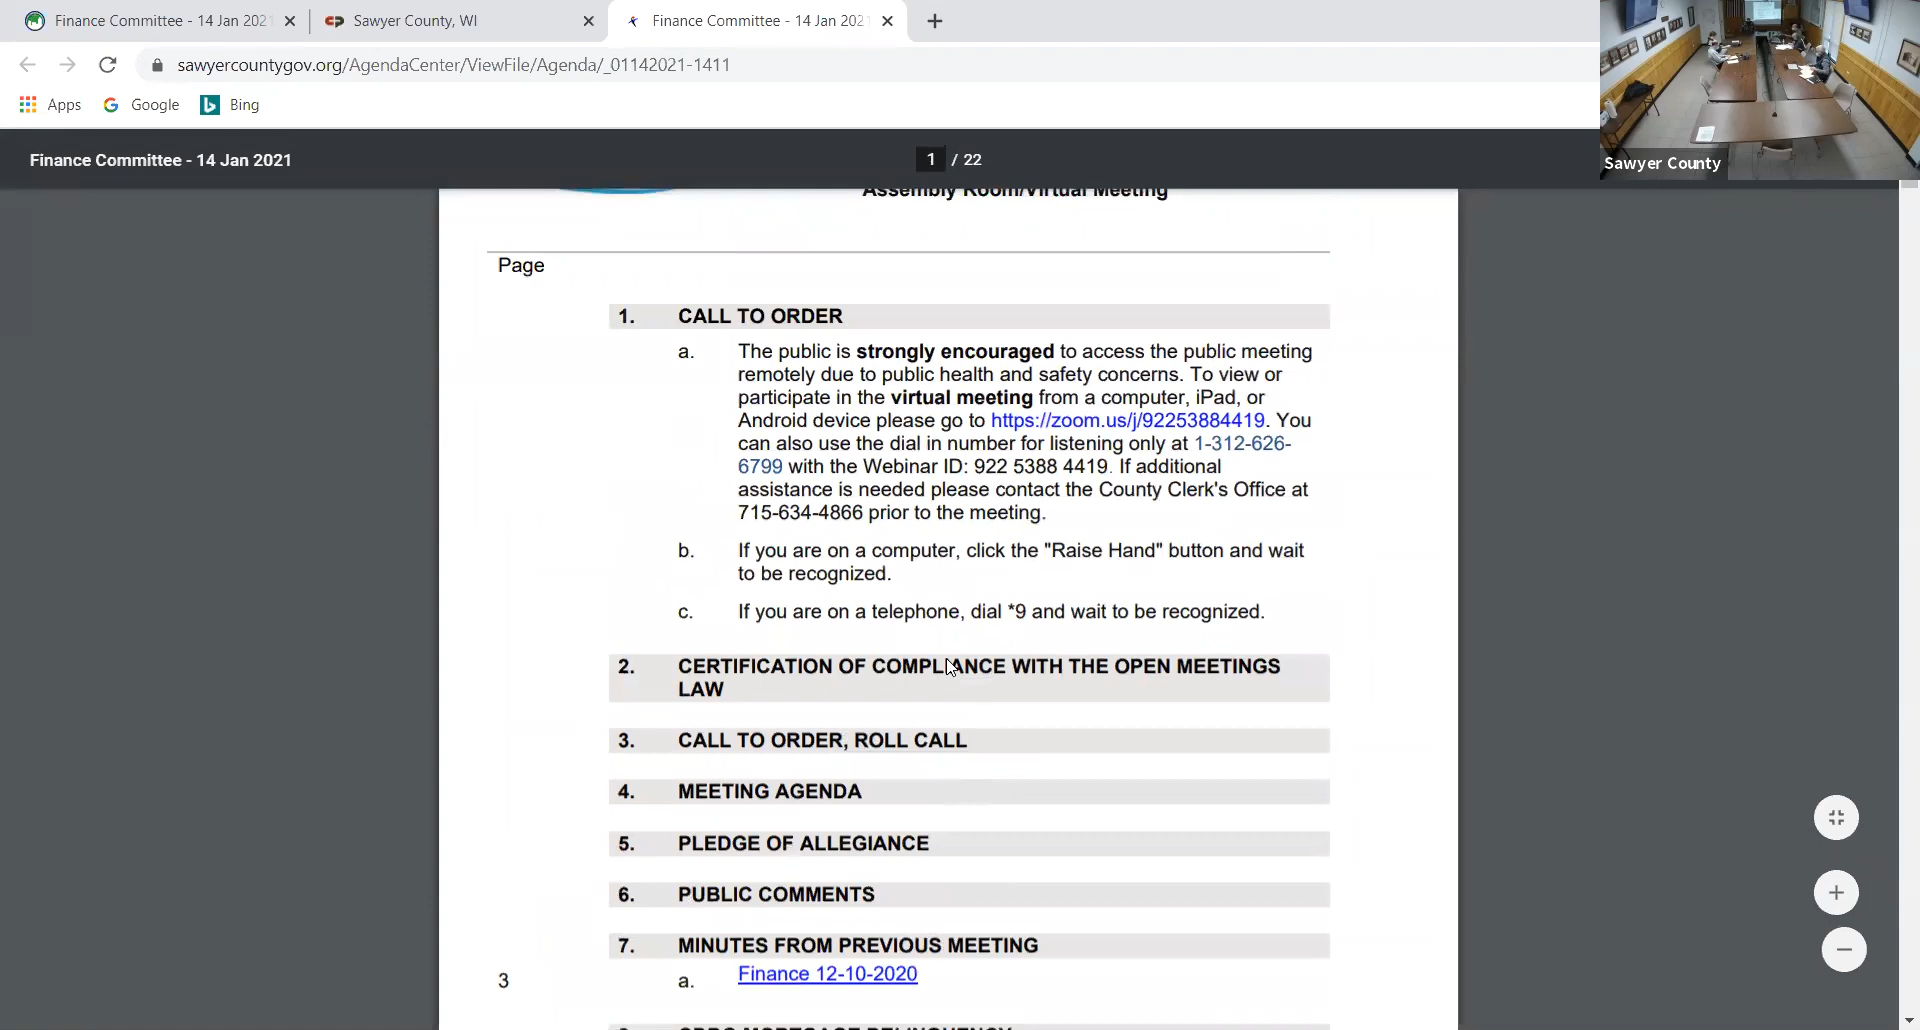 Finance Committee - 14 Jan 202
Sawyer County, WI
Finance Committee - 14 Jan 202
sawyercountygov.org/AgendaCenter/ViewFile/Agenda/_01142021-1411
Apps
Google
Bing
Finance Committee - 14 Jan 2021
1 / 22
Sawyer County
Assembly Room/Virtual Meeting
Page
1. CALL TO ORDER
a. The public is strongly encouraged to access the public meeting
remotely due to public health and safety concerns. To view or
participate in the virtual meeting from a computer, iPad, or
Android device please go to https://zoom.us/j/92253884419. You
can also use the dial in number for listening only at 1-312-626-
6799 with the Webinar ID: 922 5388 4419. If additional
assistance is needed please contact the County Clerk's Office at
715-634-4866 prior to the meeting.
b. If you are on a computer, click the "Raise Hand" button and wait
to be recognized.
c. If you are on a telephone, dial *9 and wait to be recognized.
2. CERTIFICATION OF COMPLIANCE WITH THE OPEN MEETINGS
LAW
3. CALL TO ORDER, ROLL CALL
4. MEETING AGENDA
5. PLEDGE OF ALLEGIANCE
6. PUBLIC COMMENTS
7. MINUTES FROM PREVIOUS MEETING
3 a. Finance 12-10-2020
MORTGAGE DELINQUENCY